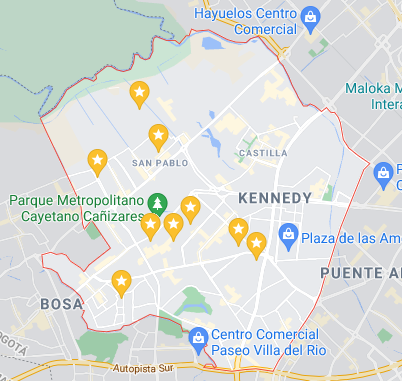 Hayuelos Centro
Comercial
Maloka M
Intera
SAN PABLO
CASTILLA
P
C
Parque Metropolitano
Cayetano Cañizares
KENNEDY
Plaza de las Am
PUENTE A
BOSA
OGOTÁ
Centro Comercial
Paseo Villa del Rio
Autopista Sur